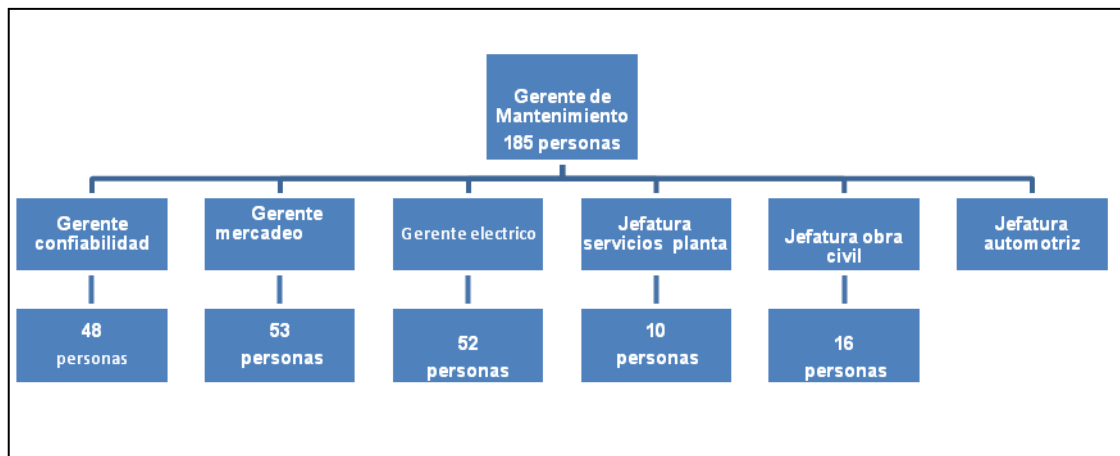 Gerente de
Mantenimiento
185 personas
Gerente
confiabilidad
Gerente
mercadeo
Gerente electrico
Jefatura
servicios planta
Jefatura obra
civil
Jefatura
automotriz
48
personas
53
personas
52
personas
10
personas
16
personas